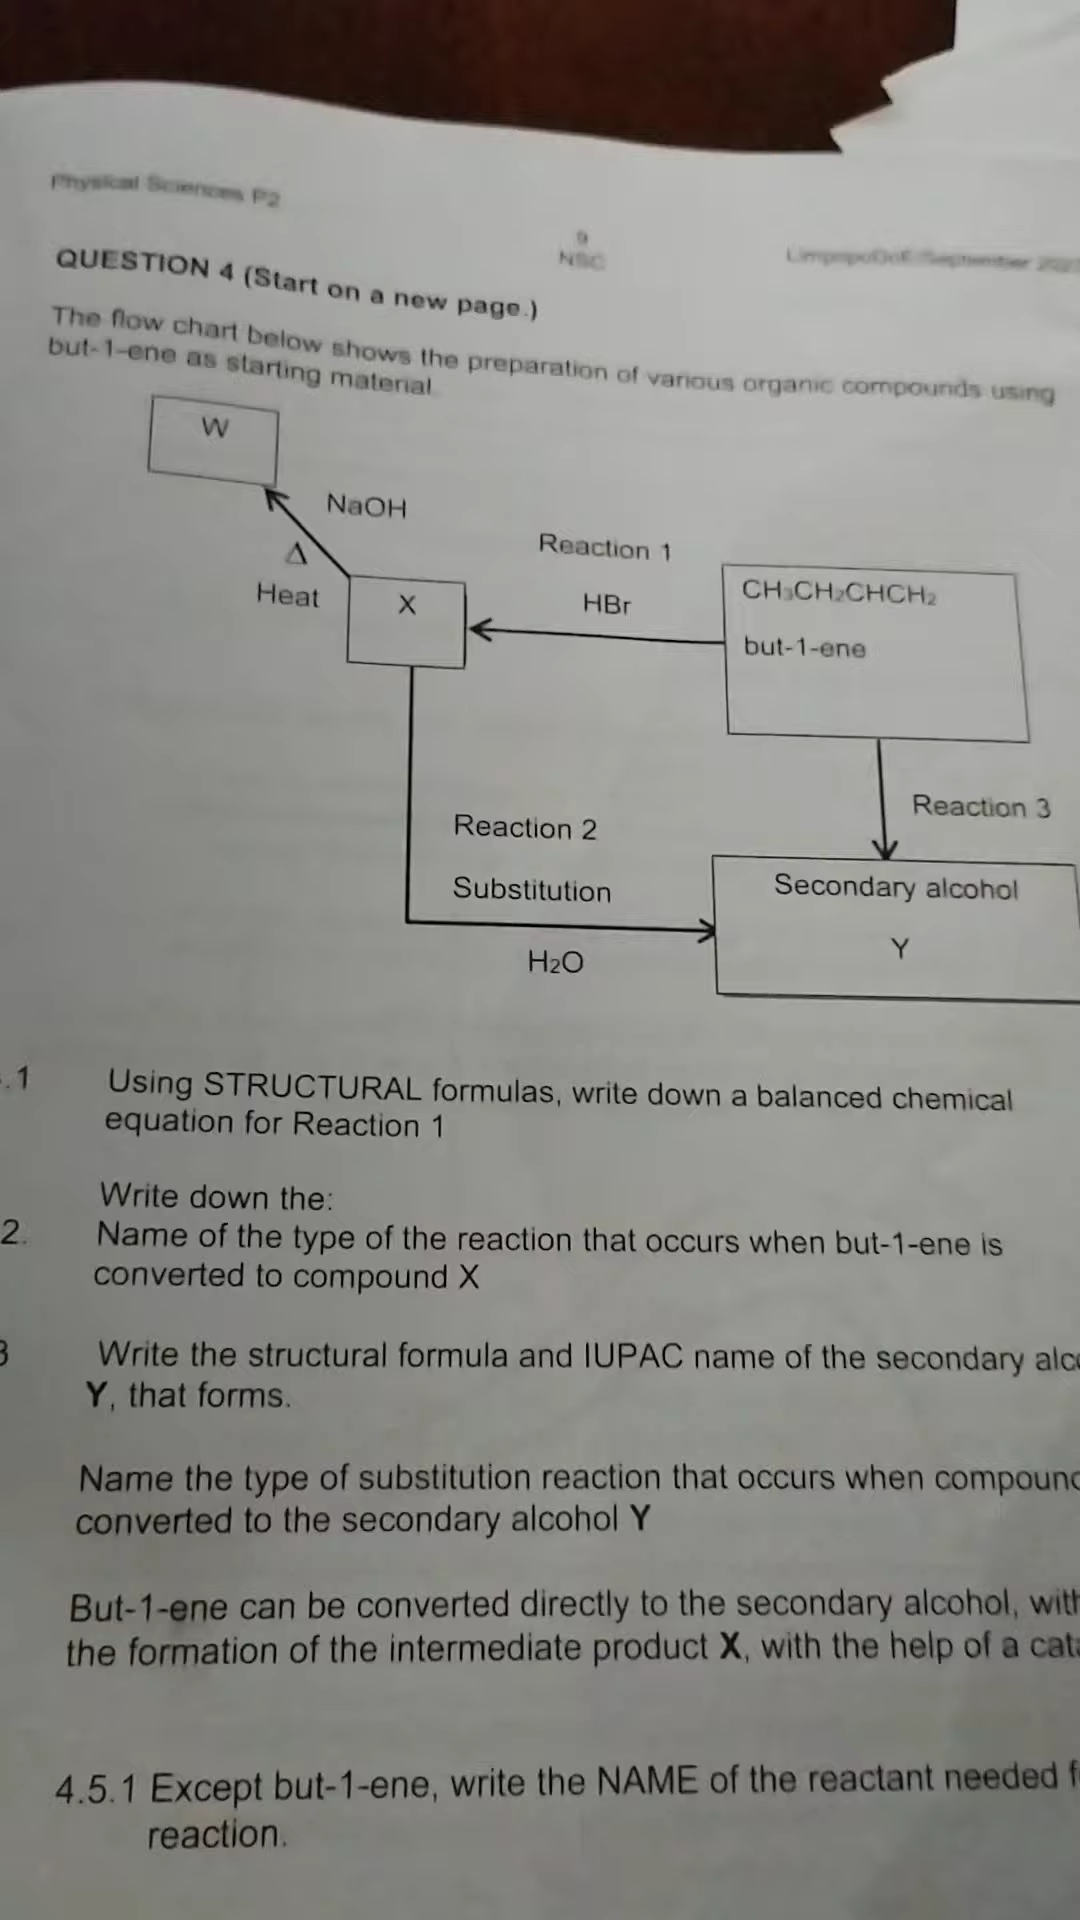 Physical Sciences P2
9
NSC
LimpopoDoE/September
QUESTION 4 (Start on a new page.)
The flow chart below shows the preparation of various organic compounds using
but-1-ene as starting material.
W
NaOH
Δ
Heat
Reaction 1
HBr
X
CH₃CH₂CHCH₂
but-1-ene
Reaction 3
Reaction 2
Substitution
H₂O
Secondary alcohol
Y
.1 Using STRUCTURAL formulas, write down a balanced chemical
equation for Reaction 1
Write down the:
2. Name of the type of the reaction that occurs when but-1-ene is
converted to compound X
3 Write the structural formula and IUPAC name of the secondary alco
Y, that forms.
Name the type of substitution reaction that occurs when compound
converted to the secondary alcohol Y
But-1-ene can be converted directly to the secondary alcohol, with
the formation of the intermediate product X, with the help of a cata
4.5.1 Except but-1-ene, write the NAME of the reactant needed f
reaction.